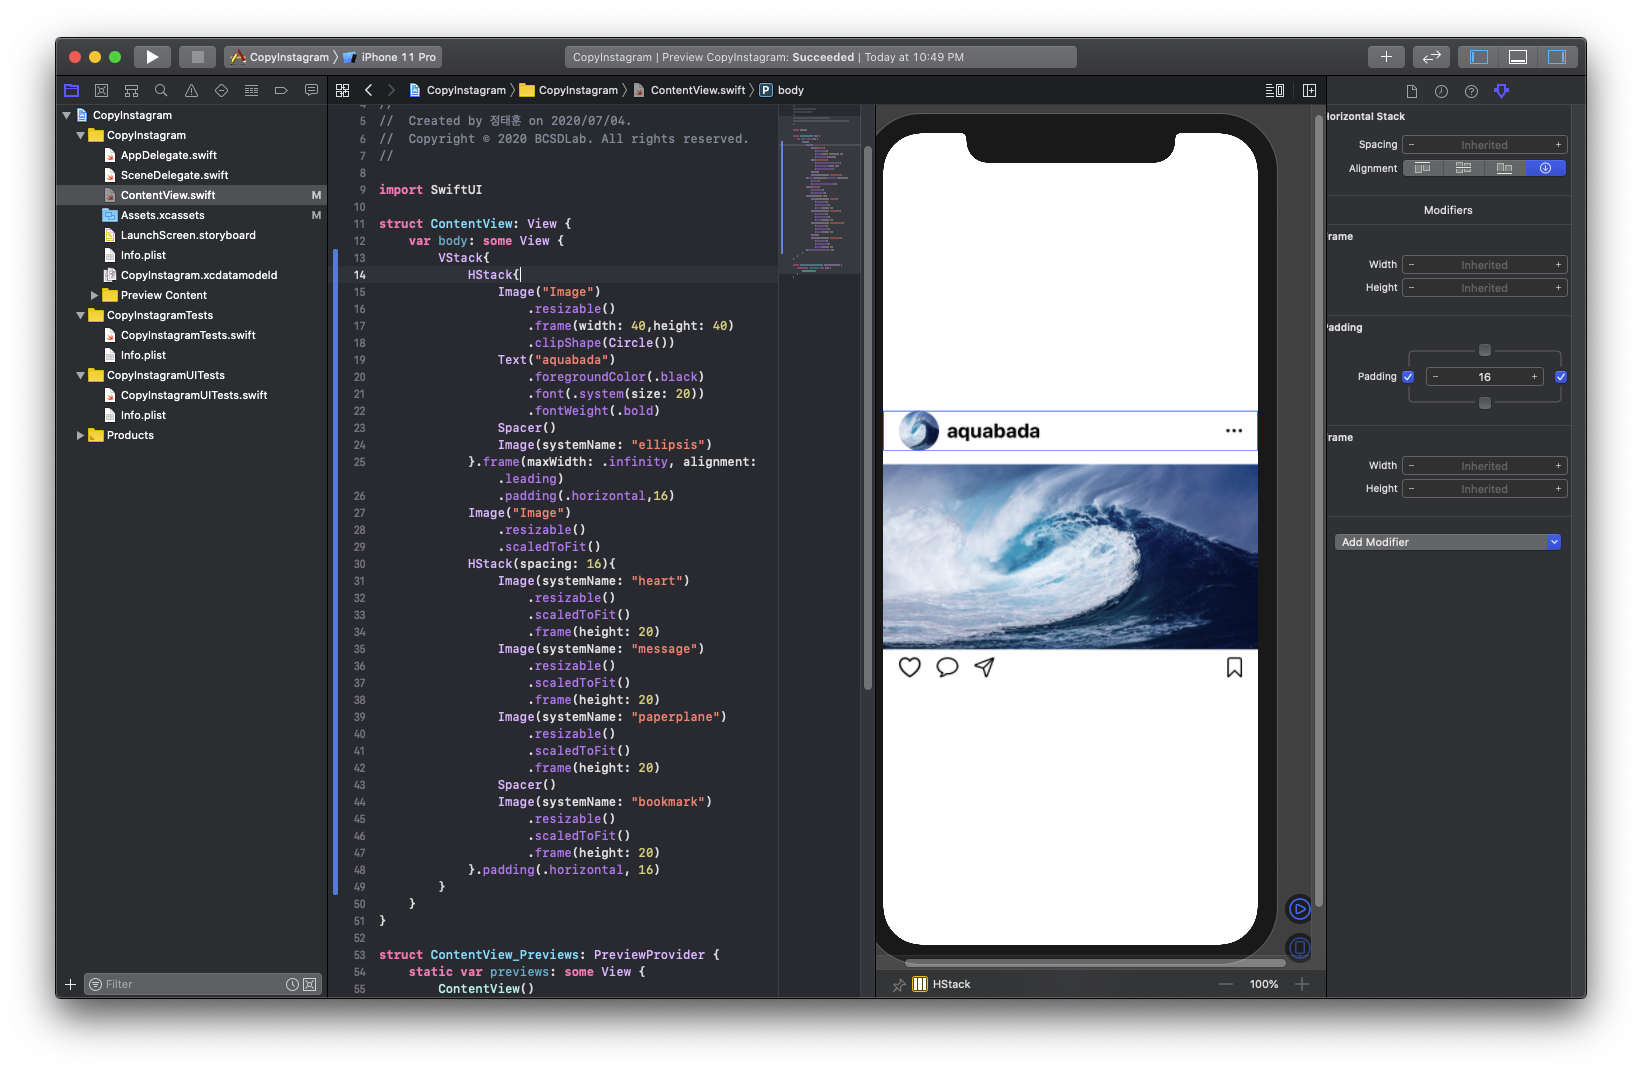 CopyInstagram
iPhone 11 Pro
CopyInstagram | Preview CopyInstagram: Succeeded | Today at 10:49 PM
CopyInstagram
CopyInstagram
AppDelegate.swift
SceneDelegate.swift
ContentView.swift M
Assets.xcassets M
LaunchScreen.storyboard
Info.plist
CopyInstagram.xcdatamodeld
Preview Content
CopyInstagramTests
CopyInstagramTests.swift
Info.plist
CopyInstagramUITests
CopyInstagramUITests.swift
Info.plist
Products
Filter
CopyInstagram
CopyInstagram
ContentView.swift
P body
4 //
5 //  Created by 정태훈 on 2020/07/04.
6 //  Copyright © 2020 BCSDLab. All rights reserved.
7 //
8
9 import SwiftUI
10
11 struct ContentView: View {
12     var body: some View {
13         VStack{
14             HStack{
15                 Image("Image")
16                     .resizable()
17                     .frame(width: 40,height: 40)
18                     .clipShape(Circle())
19                 Text("aquabada")
20                     .foregroundColor(.black)
21                     .font(.system(size: 20))
22                     .fontWeight(.bold)
23                 Spacer()
24                 Image(systemName: "ellipsis")
25             }.frame(maxWidth: .infinity, alignment:
                .leading)
26                 .padding(.horizontal,16)
27             Image("Image")
28                 .resizable()
29                 .scaledToFit()
30             HStack(spacing: 16){
31                 Image(systemName: "heart")
32                     .resizable()
33                     .scaledToFit()
34                     .frame(height: 20)
35                 Image(systemName: "message")
36                     .resizable()
37                     .scaledToFit()
38                     .frame(height: 20)
39                 Image(systemName: "paperplane")
40                     .resizable()
41                     .scaledToFit()
42                     .frame(height: 20)
43                 Spacer()
44                 Image(systemName: "bookmark")
45                     .resizable()
46                     .scaledToFit()
47                     .frame(height: 20)
48             }.padding(.horizontal, 16)
49         }
50     }
51 }
52
53 struct ContentView_Previews: PreviewProvider {
54     static var previews: some View {
55         ContentView()
aquabada
HStack
100%
Horizontal Stack
Spacing − Inherited +
Alignment
Modifiers
Frame
Width − Inherited +
Height − Inherited +
Padding
Padding − 16 +
Frame
Width − Inherited +
Height − Inherited +
Add Modifier